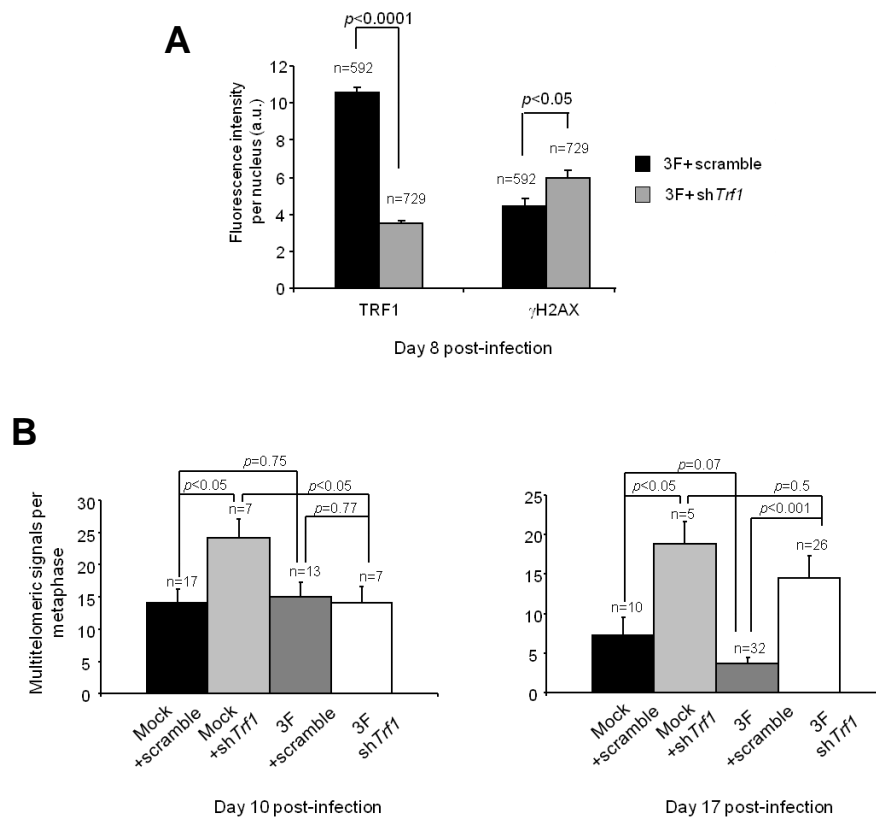 A
p<0.0001
Fluorescence intensity
per nucleus (a.u.)
12
10
8
6
4
2
0
n=592
n=729
p<0.05
n=592
n=729
TRF1
γH2AX
3F+scramble
3F+shTrf1
Day 8 post-infection
B
Multitelomeric signals per
metaphase
30
25
20
15
10
5
0
p=0.75
p<0.05
p<0.05
p=0.77
n=17
n=7
n=13
n=7
Mock
+scramble
Mock
+shTrf1
3F
+scramble
3F
shTrf1
Day 10 post-infection
25
20
15
10
5
0
p=0.07
p<0.05
p=0.5
p<0.001
n=10
n=5
n=32
n=26
Mock
+scramble
Mock
+shTrf1
3F
+scramble
3F
shTrf1
Day 17 post-infection